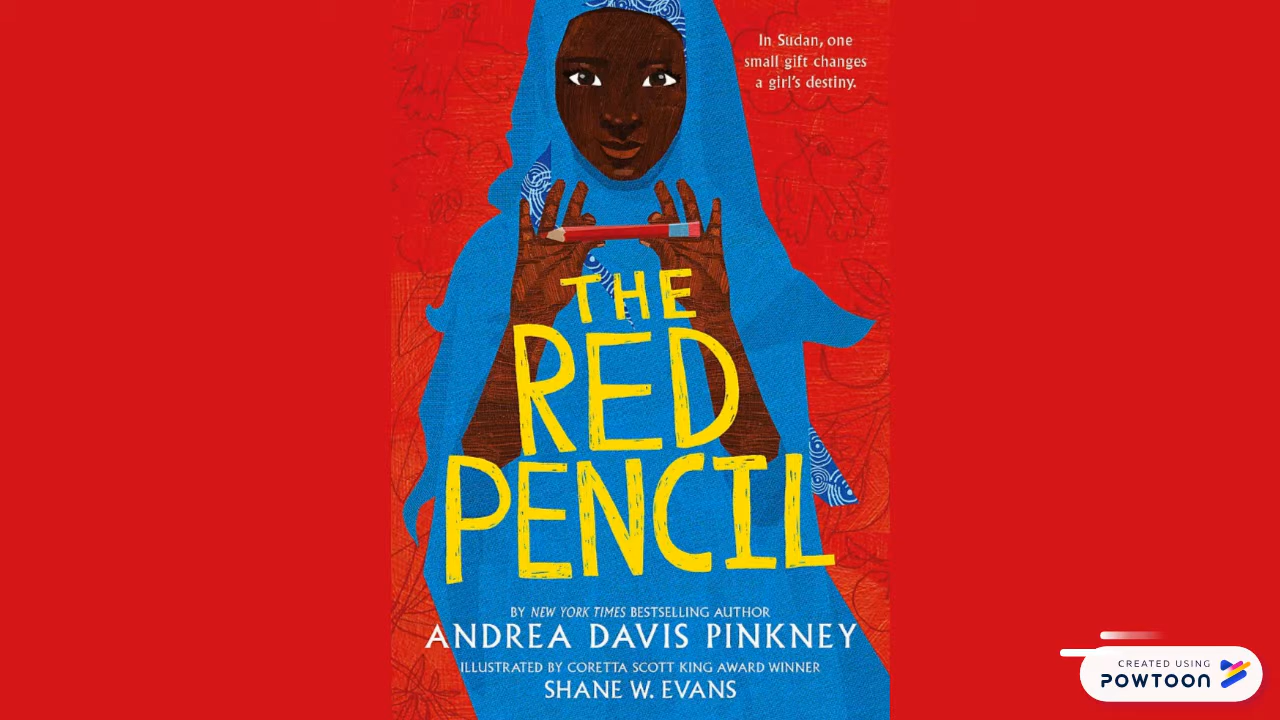 In Sudan, one
small gift changes
a girl's destiny.
THE
RED
PENCIL
BY NEW YORK TIMES BESTSELLING AUTHOR
ANDREA DAVIS PINKNEY
ILLUSTRATED BY CORETTA SCOTT KING AWARD WINNER
SHANE W. EVANS
CREATED USING
POWTOON